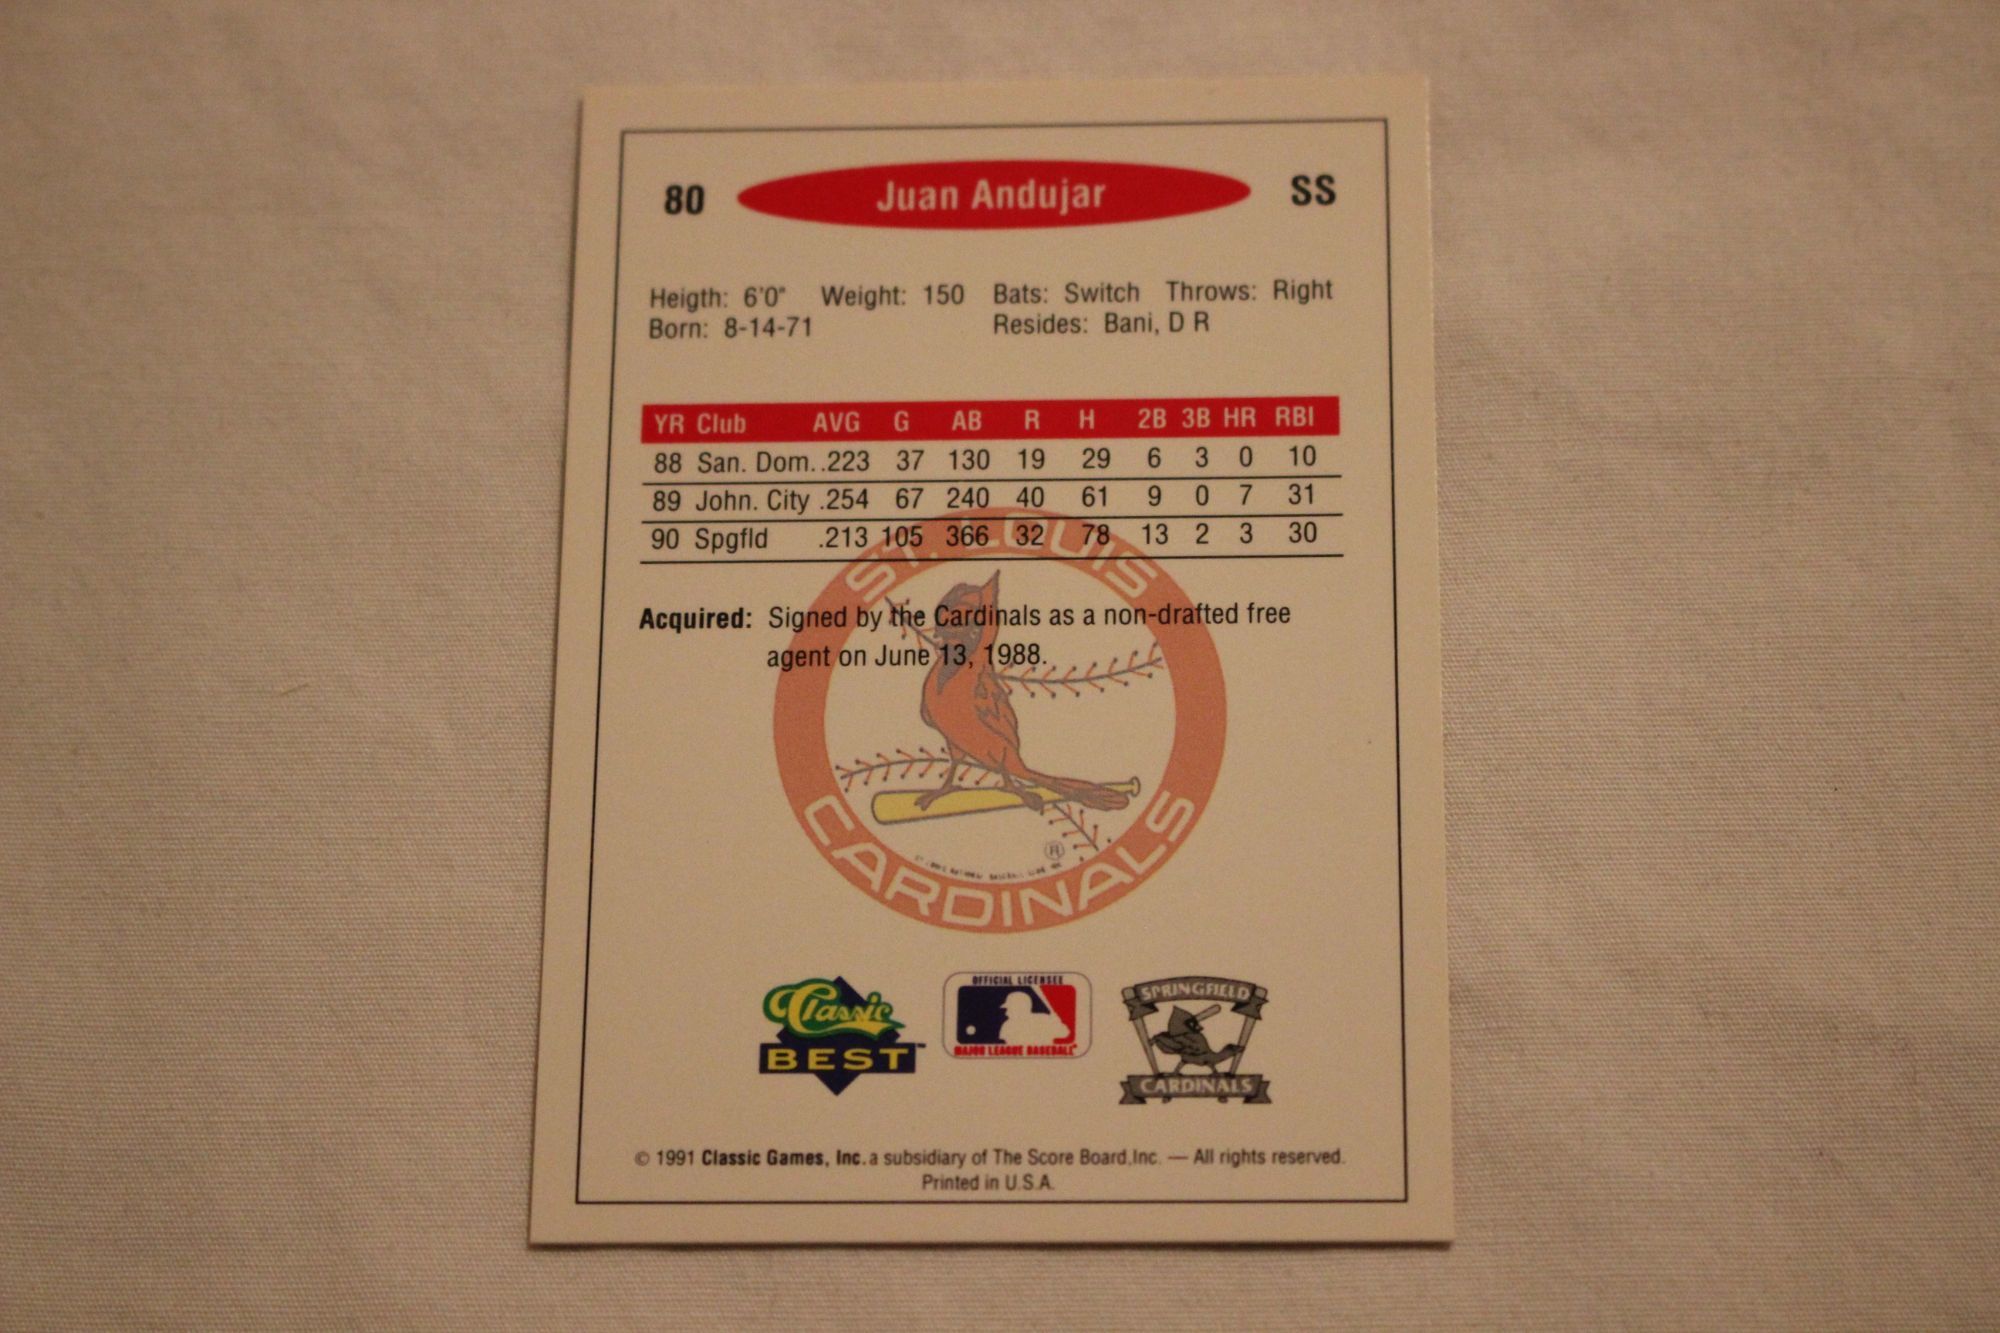 80 Juan Andujar SS
Heigth: 6'0" Weight: 150 Bats: Switch Throws: Right
Born: 8-14-71 Resides: Bani, D R
YR Club AVG G AB R H 2B 3B HR RBI
88 San. Dom. .223 37 130 19 29 6 3 0 10
89 John. City .254 67 240 40 61 9 0 7 31
90 Spgfld .213 105 366 32 78 13 2 3 30
ST. LOUIS
Acquired: Signed by the Cardinals as a non-drafted free
agent on June 13, 1988.
®
CARDINALS
Classic
BEST™
OFFICIAL LICENSEE
MAJOR LEAGUE BASEBALL
SPRINGFIELD
CARDINALS
© 1991 Classic Games, Inc. a subsidiary of The Score Board, Inc. — All rights reserved.
Printed in U.S.A.